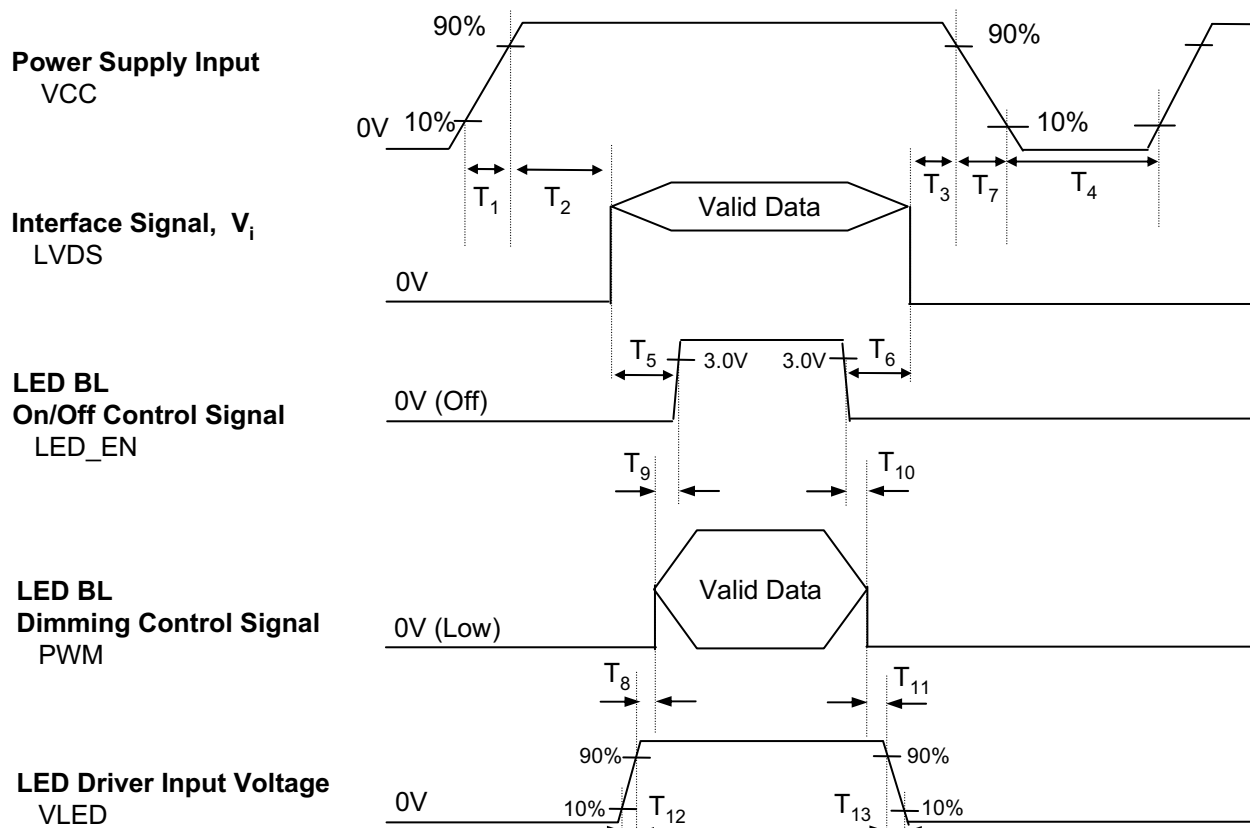 90%
90%
Power Supply Input
VCC
0V
10%
10%
T1
T2
T3
T7
T4
Interface Signal, Vi
LVDS
Valid Data
0V
T5
3.0V
3.0V
T6
LED BL
On/Off Control Signal
LED_EN
0V (Off)
T9
T10
LED BL
Dimming Control Signal
PWM
Valid Data
0V (Low)
T8
T11
LED Driver Input Voltage
VLED
90%
90%
0V
10%
T12
T13
10%